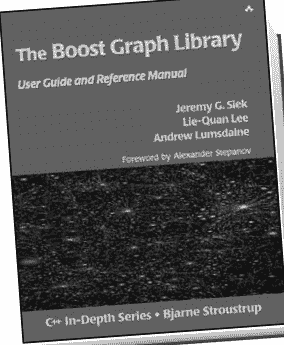 The Boost Graph Library
User Guide and Reference Manual
Jeremy G. Siek
Lie-Quan Lee
Andrew Lumsdaine
Foreword by Alexander Stepanov
C++ In-Depth Series • Bjarne Stroustrup